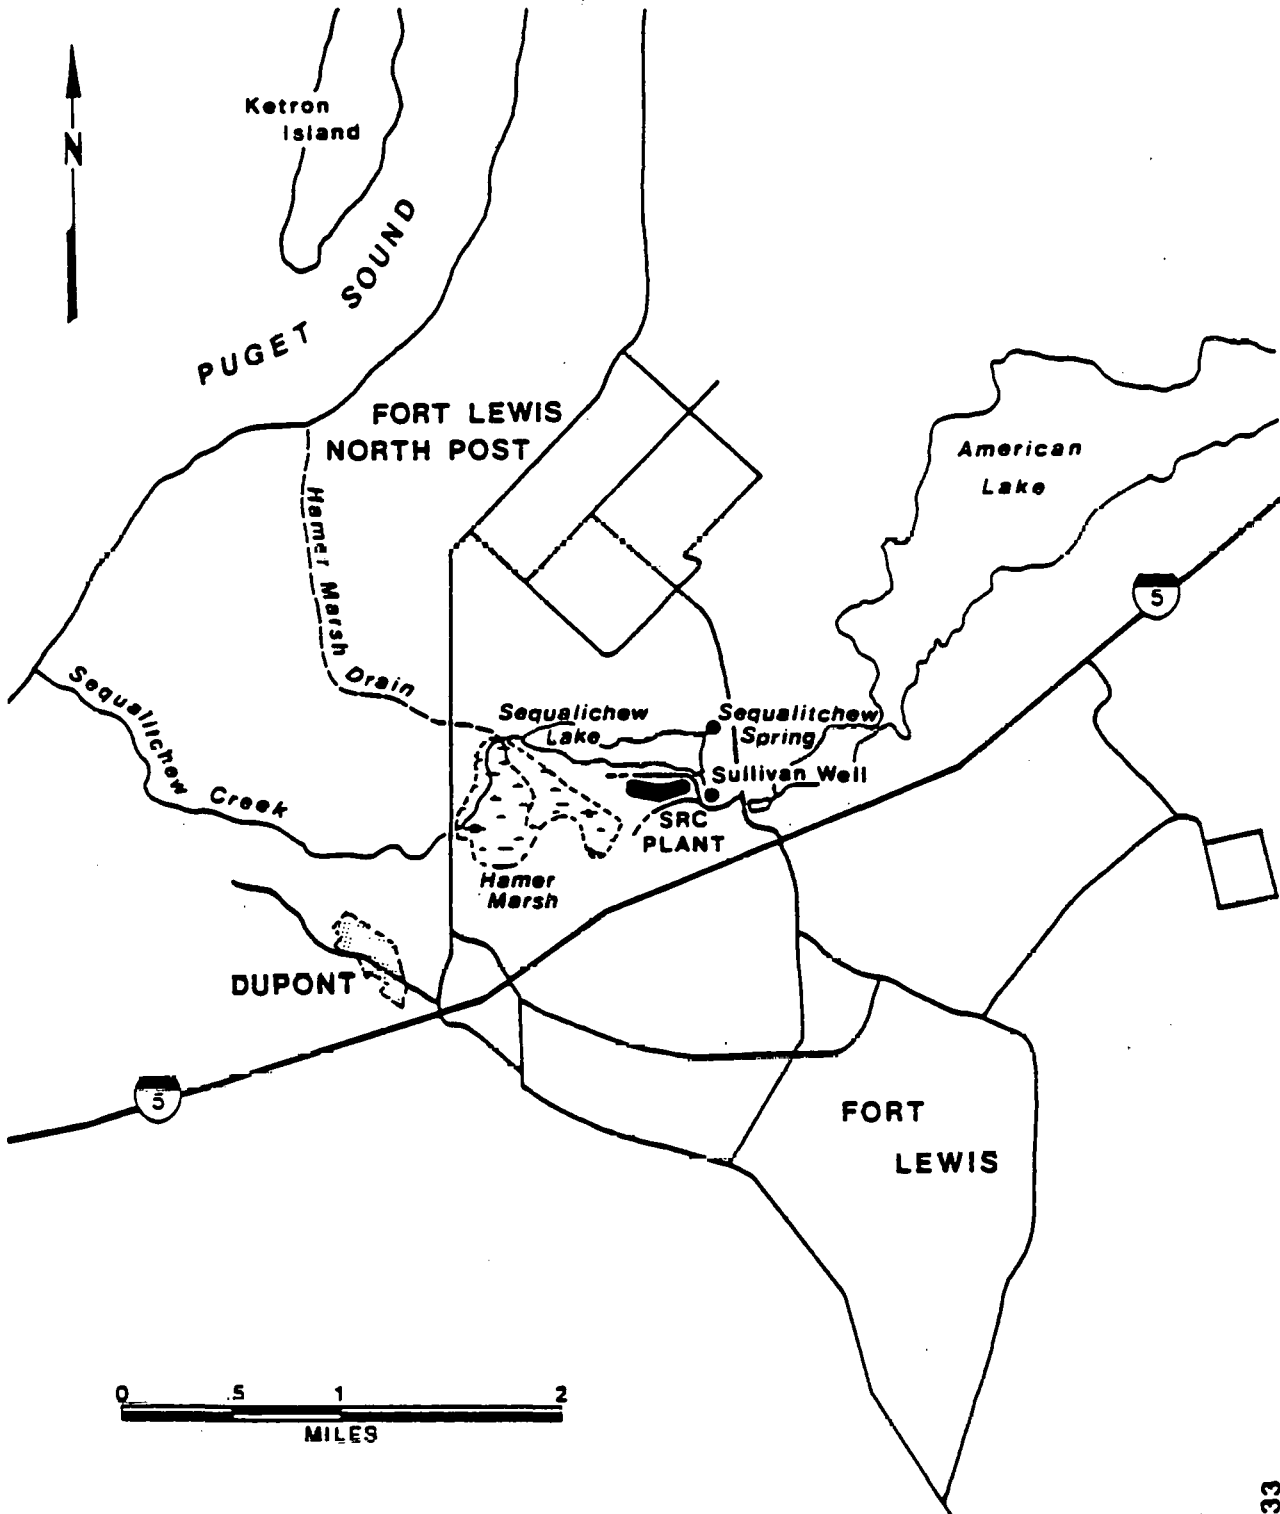 Ketron
Island
N
PUGET SOUND
FORT LEWIS
NORTH POST
American
Lake
Hamer Marsh Drain
5
Sequalichew Creek
Sequalichew
Lake
Sequalitchew
Spring
Sullivan Well
SRC
PLANT
Hamer
Marsh
DUPONT
5
FORT
LEWIS
0 .5 1 2
MILES
33